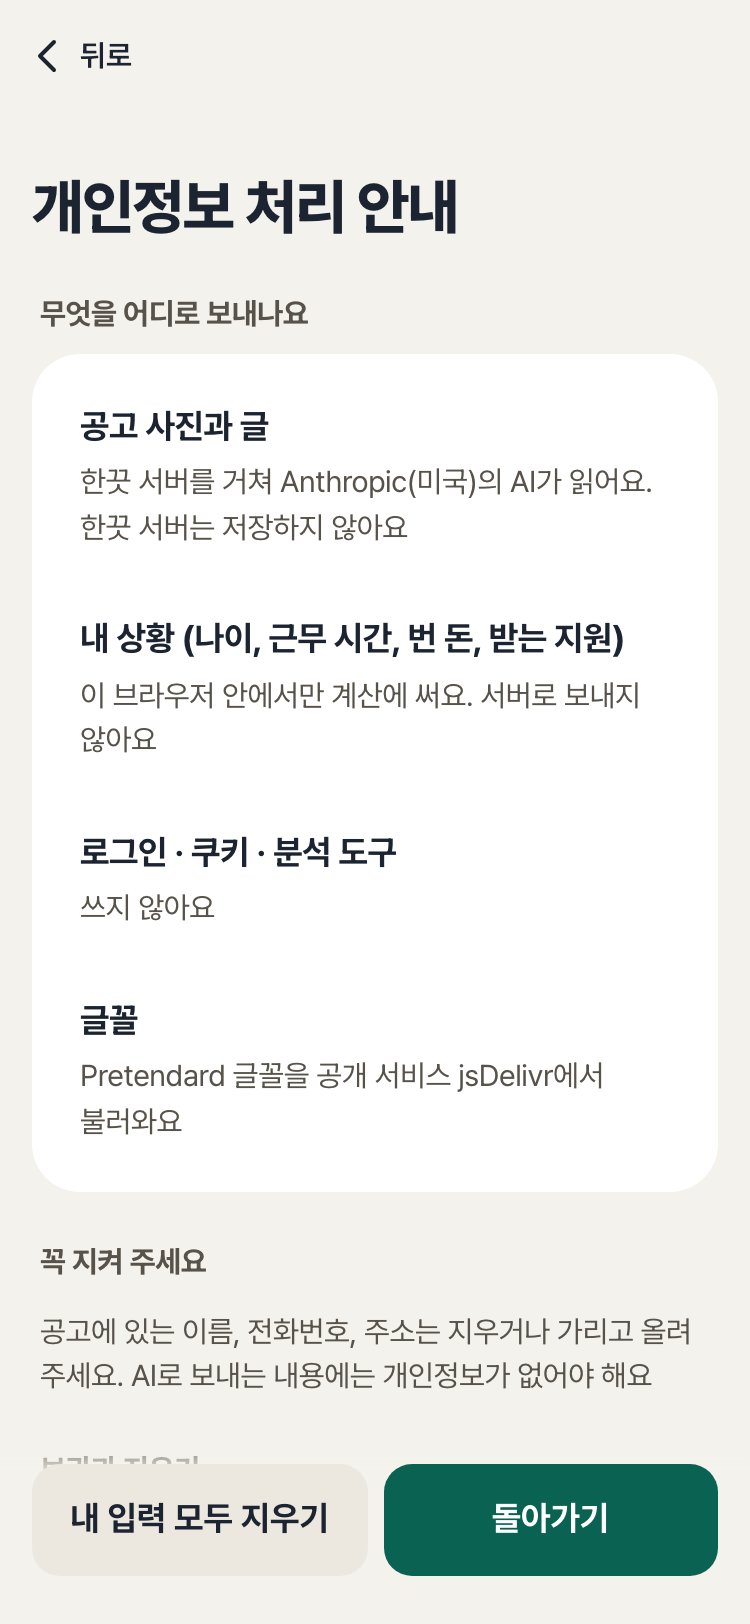 뒤로
개인정보 처리 안내
무엇을 어디로 보내나요
공고 사진과 글
한끗 서버를 거쳐 Anthropic(미국)의 AI가 읽어요.
한끗 서버는 저장하지 않아요
내 상황 (나이, 근무 시간, 번 돈, 받는 지원)
이 브라우저 안에서만 계산에 써요. 서버로 보내지
않아요
로그인 · 쿠키 · 분석 도구
쓰지 않아요
글꼴
Pretendard 글꼴을 공개 서비스 jsDelivr에서
불러와요
꼭 지켜 주세요
공고에 있는 이름, 전화번호, 주소는 지우거나 가리고 올려
주세요. AI로 보내는 내용에는 개인정보가 없어야 해요
내 입력 모두 지우기
돌아가기